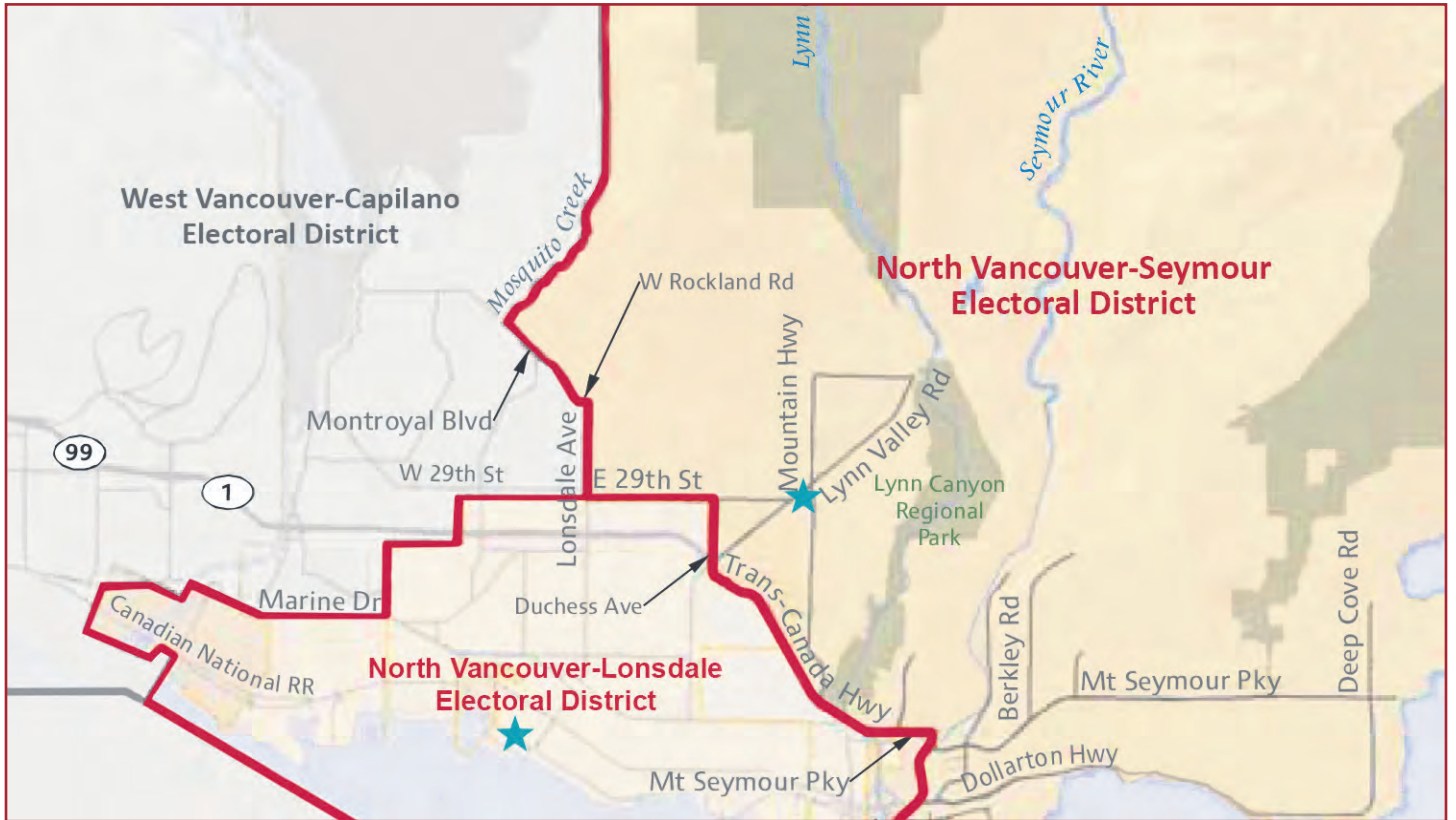 Lynn
Seymour River
West Vancouver-Capilano
Electoral District
Mosquito Creek
North Vancouver-Seymour
Electoral District
W Rockland Rd
Mountain Hwy
Montroyal Blvd
Lynn Valley Rd
Lonsdale Ave
99
W 29th St
E 29th St
1
Lynn Canyon
Regional
Park
Deep Cove Rd
Trans-Canada Hwy
Marine Dr
Duchess Ave
Berkley Rd
Canadian National RR
North Vancouver-Lonsdale
Electoral District
Mt Seymour Pky
Mt Seymour Pky
Dollarton Hwy